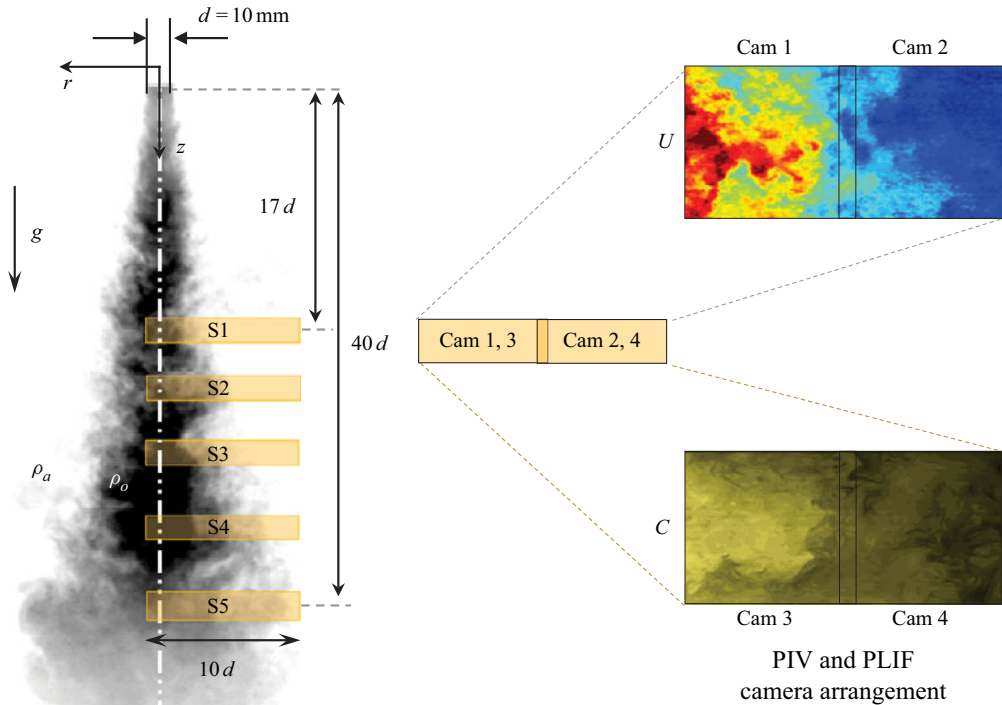 d = 10 mm
r
z
g
17 d
40 d
S1
S2
S3
S4
S5
ρa
ρo
10 d
Cam 1 Cam 2
U
Cam 1, 3 Cam 2, 4
C
Cam 3 Cam 4
PIV and PLIF
camera arrangement